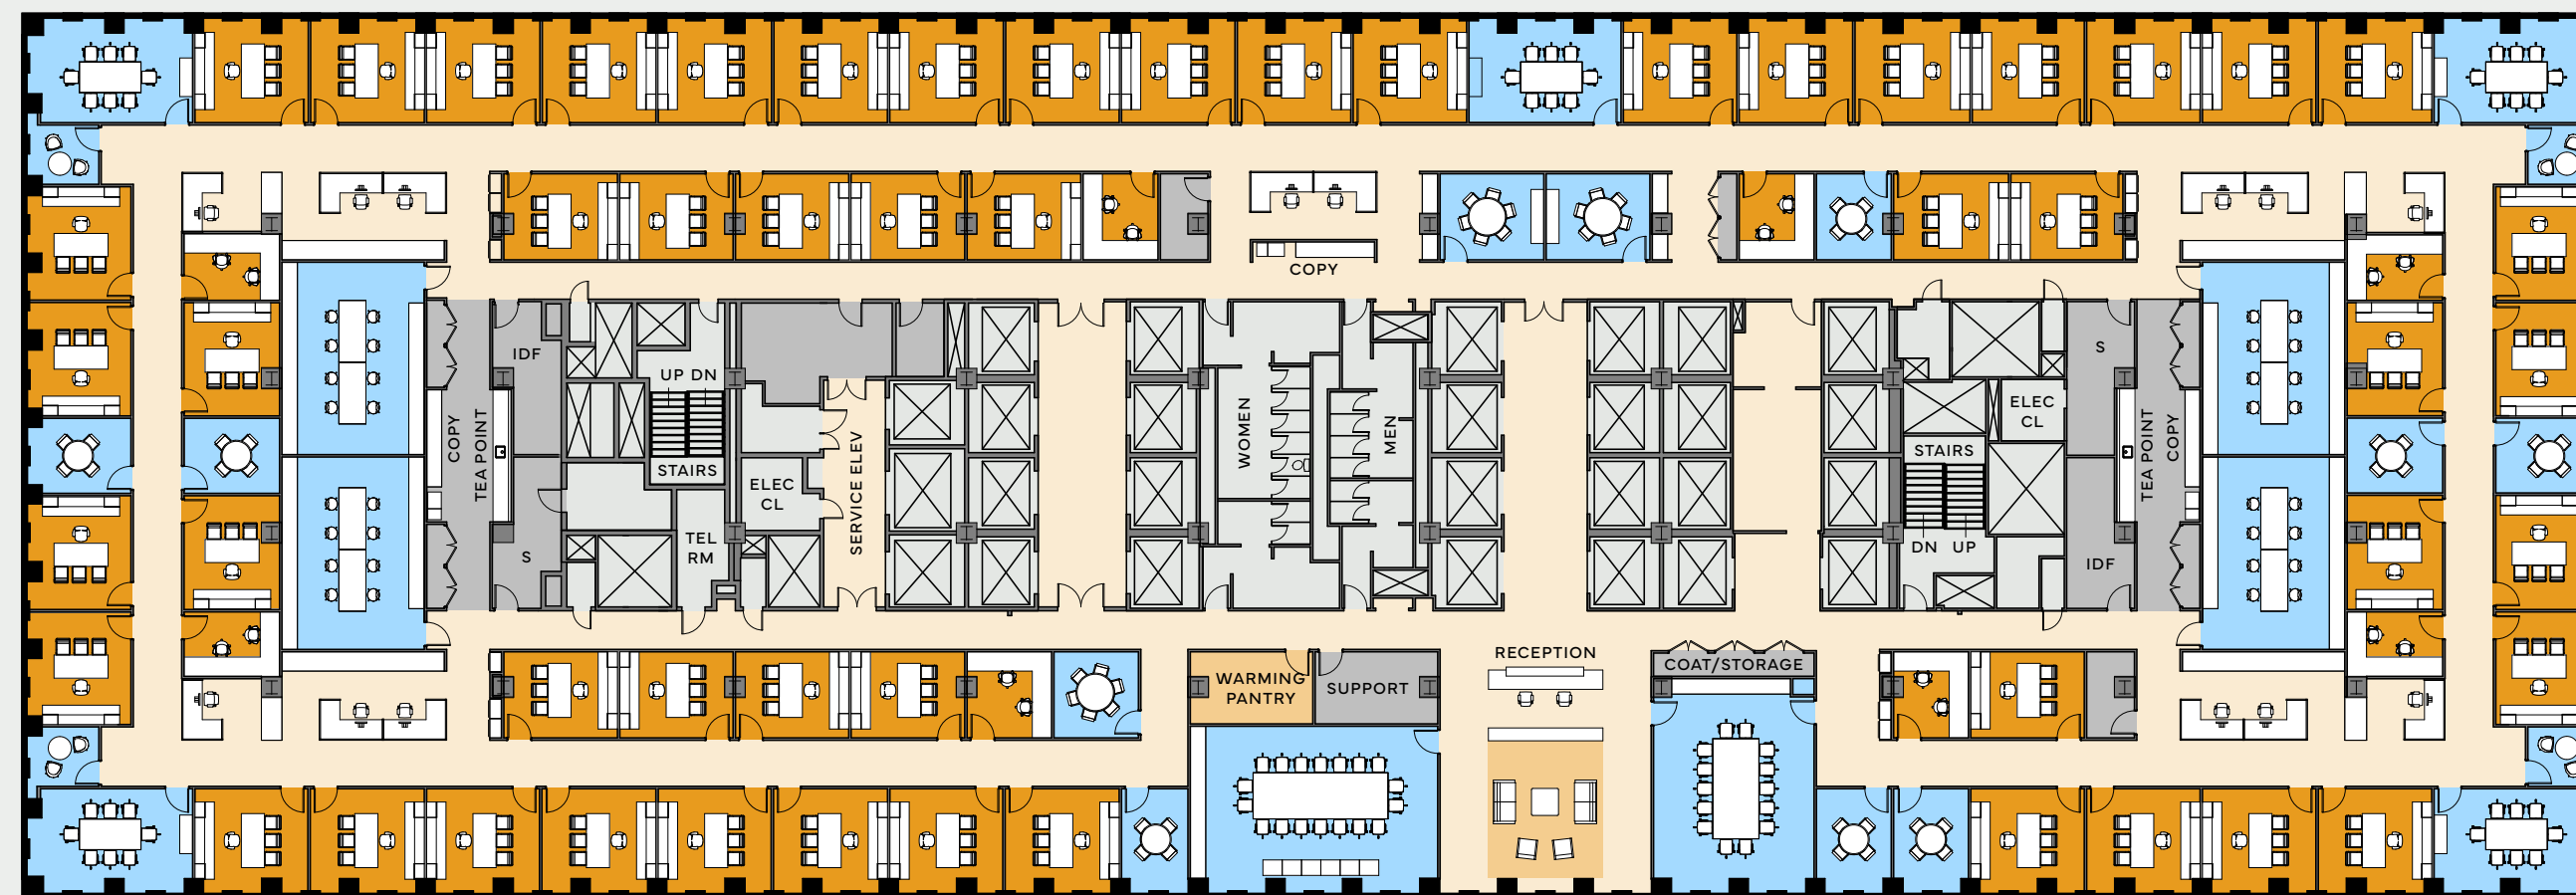 COPY
IDF
UP DN
STAIRS
COPY
TEA POINT
S
ELEC
CL
TEL
RM
SERVICE ELEV
WOMEN
MEN
S
ELEC
CL
STAIRS
DN UP
TEA POINT
COPY
IDF
WARMING
PANTRY
SUPPORT
RECEPTION
COAT/STORAGE